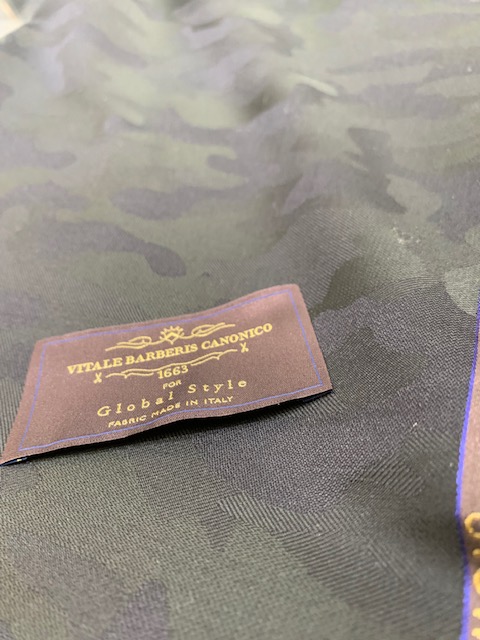 VITALE BARBERIS CANONICO
1663
FOR
Global Style
FABRIC MADE IN ITALY